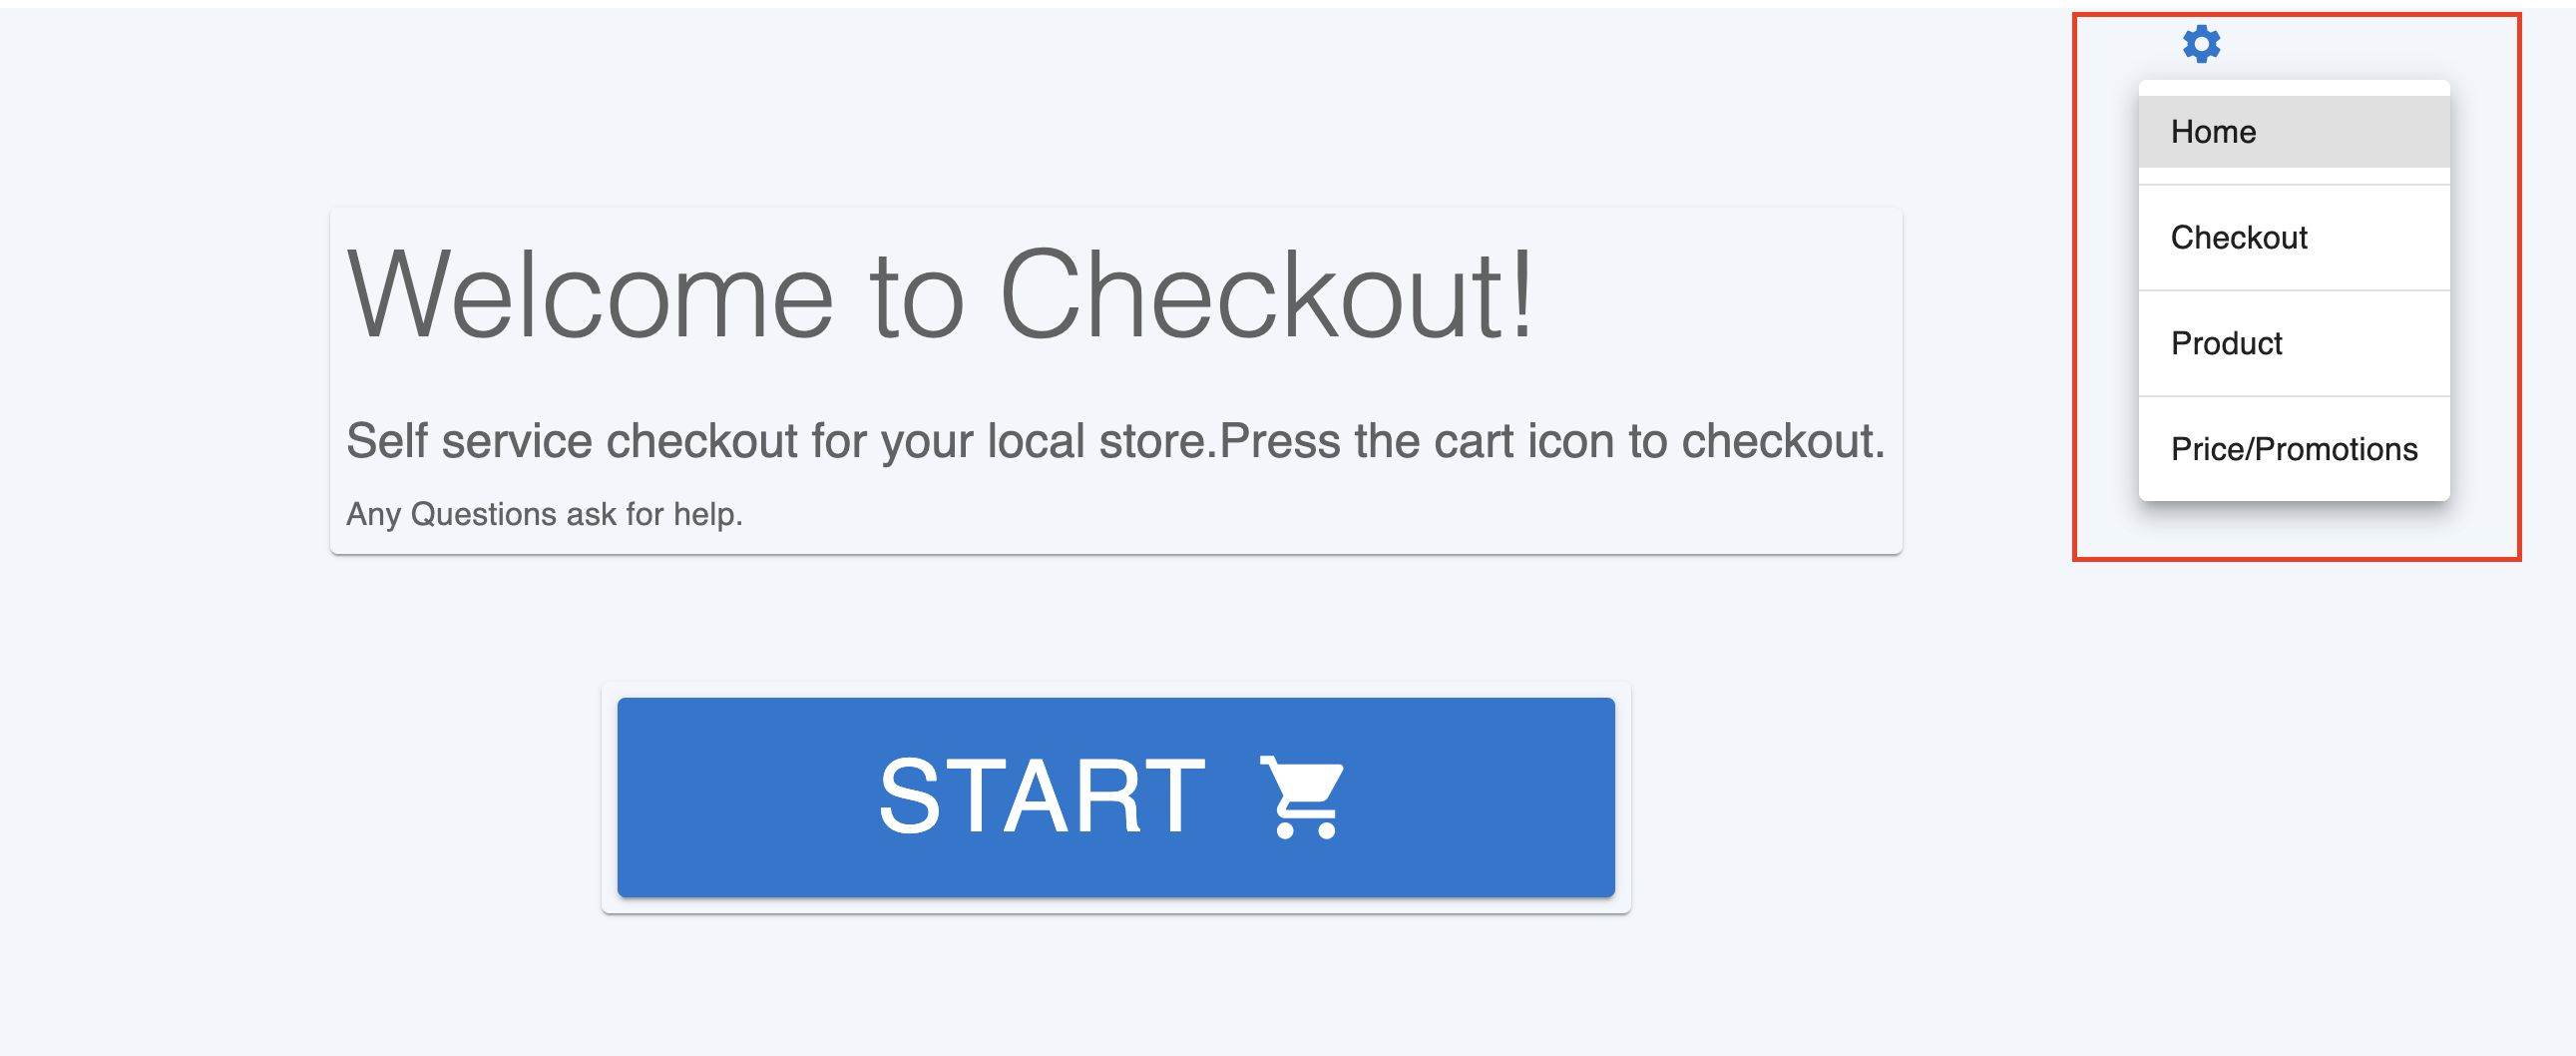 Home
Checkout
Product
Price/Promotions
Welcome to Checkout!
Self service checkout for your local store.Press the cart icon to checkout.
Any Questions ask for help.
START